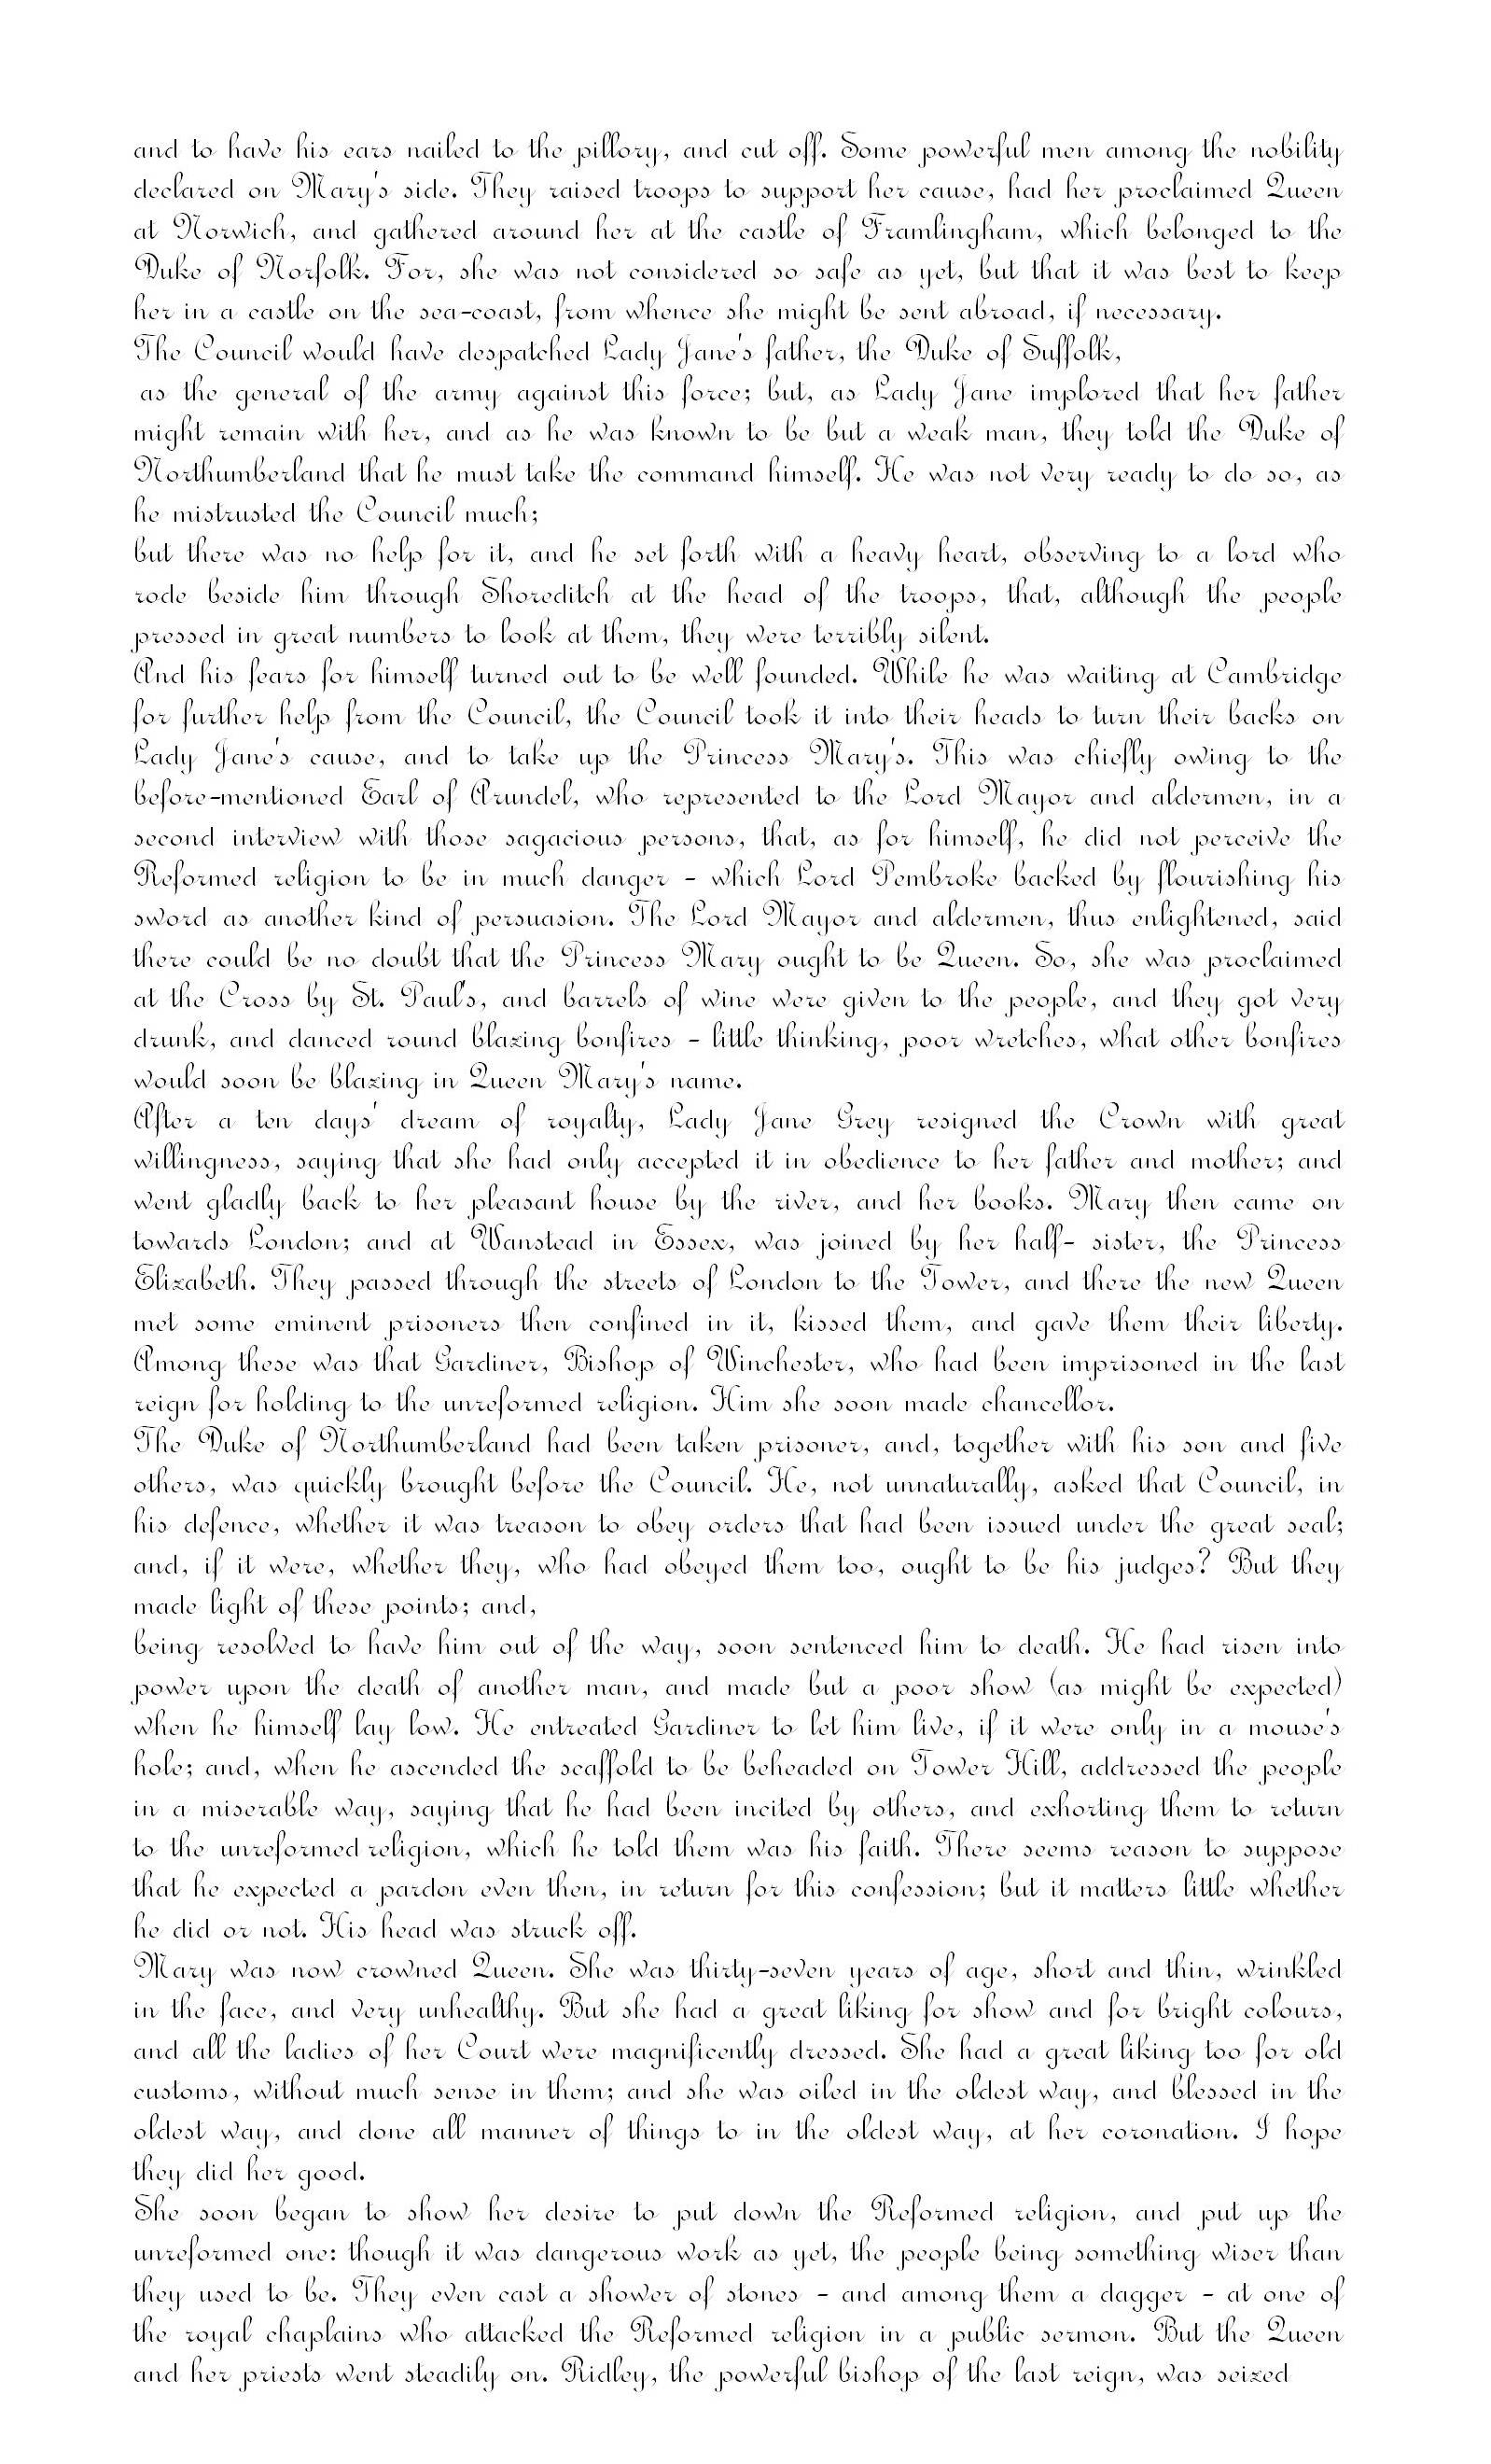 and to have his ears nailed to the pillory, and cut off. Some powerful men among the nobility
declared on Mary's side. They raised troops to support her cause, had her proclaimed Queen
at Norwich, and gathered around her at the castle of Framlingham, which belonged to the
Duke of Norfolk. For, she was not considered so safe as yet, but that it was best to keep
her in a castle on the sea-coast, from whence she might be sent abroad, if necessary.
The Council would have despatched Lady Jane's father, the Duke of Suffolk,
as the general of the army against this force; but, as Lady Jane implored that her father
might remain with her, and as he was known to be but a weak man, they told the Duke of
Northumberland that he must take the command himself. He was not very ready to do so, as
he mistrusted the Council much;
but there was no help for it, and he set forth with a heavy heart, observing to a lord who
rode beside him through Shoreditch at the head of the troops, that, although the people
pressed in great numbers to look at them, they were terribly silent.
And his fears for himself turned out to be well founded. While he was waiting at Cambridge
for further help from the Council, the Council took it into their heads to turn their backs on
Lady Jane's cause, and to take up the Princess Mary's. This was chiefly owing to the
before-mentioned Earl of Arundel, who represented to the Lord Mayor and aldermen, in a
second interview with those sagacious persons, that, as for himself, he did not perceive the
Reformed religion to be in much danger - which Lord Pembroke backed by flourishing his
sword as another kind of persuasion. The Lord Mayor and aldermen, thus enlightened, said
there could be no doubt that the Princess Mary ought to be Queen. So, she was proclaimed
at the Cross by St. Paul's, and barrels of wine were given to the people, and they got very
drunk, and danced round blazing bonfires - little thinking, poor wretches, what other bonfires
would soon be blazing in Queen Mary's name.
After a ten days' dream of royalty, Lady Jane Grey resigned the Crown with great
willingness, saying that she had only accepted it in obedience to her father and mother; and
went gladly back to her pleasant house by the river, and her books. Mary then came on
towards London; and at Wanstead in Essex, was joined by her half- sister, the Princess
Elizabeth. They passed through the streets of London to the Tower, and there the new Queen
met some eminent prisoners then confined in it, kissed them, and gave them their liberty.
Among these was that Gardiner, Bishop of Winchester, who had been imprisoned in the last
reign for holding to the unreformed religion. Him she soon made chancellor.
The Duke of Northumberland had been taken prisoner, and, together with his son and five
others, was quickly brought before the Council. He, not unnaturally, asked that Council, in
his defence, whether it was treason to obey orders that had been issued under the great seal;
and, if it were, whether they, who had obeyed them too, ought to be his judges? But they
made light of these points; and,
being resolved to have him out of the way, soon sentenced him to death. He had risen into
power upon the death of another man, and made but a poor show (as might be expected)
when he himself lay low. He entreated Gardiner to let him live, if it were only in a mouse's
hole; and, when he ascended the scaffold to be beheaded on Tower Hill, addressed the people
in a miserable way, saying that he had been incited by others, and exhorting them to return
to the unreformed religion, which he told them was his faith. There seems reason to suppose
that he expected a pardon even then, in return for this confession; but it matters little whether
he did or not. His head was struck off.
Mary was now crowned Queen. She was thirty-seven years of age, short and thin, wrinkled
in the face, and very unhealthy. But she had a great liking for show and for bright colours,
and all the ladies of her Court were magnificently dressed. She had a great liking too for old
customs, without much sense in them; and she was oiled in the oldest way, and blessed in the
oldest way, and done all manner of things to in the oldest way, at her coronation. I hope
they did her good.
She soon began to show her desire to put down the Reformed religion, and put up the
unreformed one: though it was dangerous work as yet, the people being something wiser than
they used to be. They even cast a shower of stones - and among them a dagger - at one of
the royal chaplains who attacked the Reformed religion in a public sermon. But the Queen
and her priests went steadily on. Ridley, the powerful bishop of the last reign, was seized